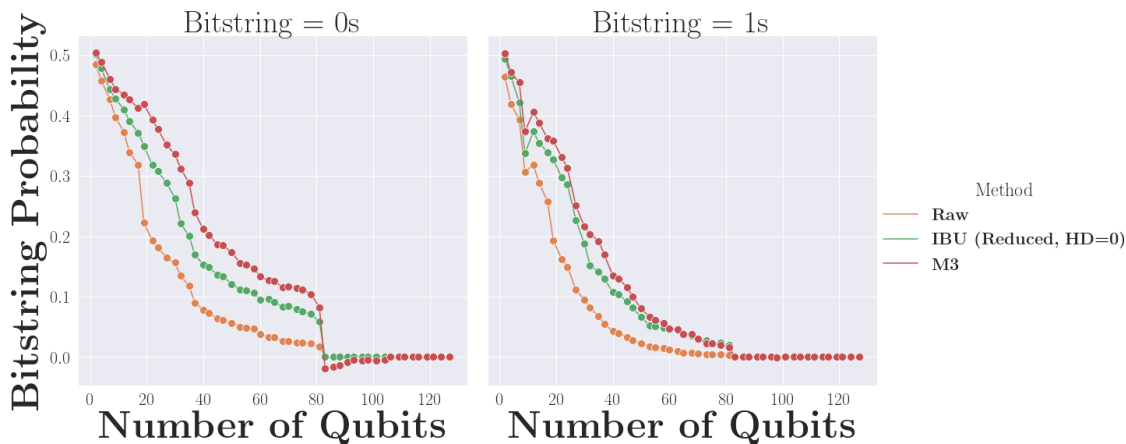 Bitstring = 0s
Bitstring = 1s
Bitstring Probability
0.5
0.4
0.3
0.2
0.1
0.0
0 20 40 60 80 100 120
0 20 40 60 80 100 120
Number of Qubits
Number of Qubits
Method
Raw
IBU (Reduced, HD=0)
M3